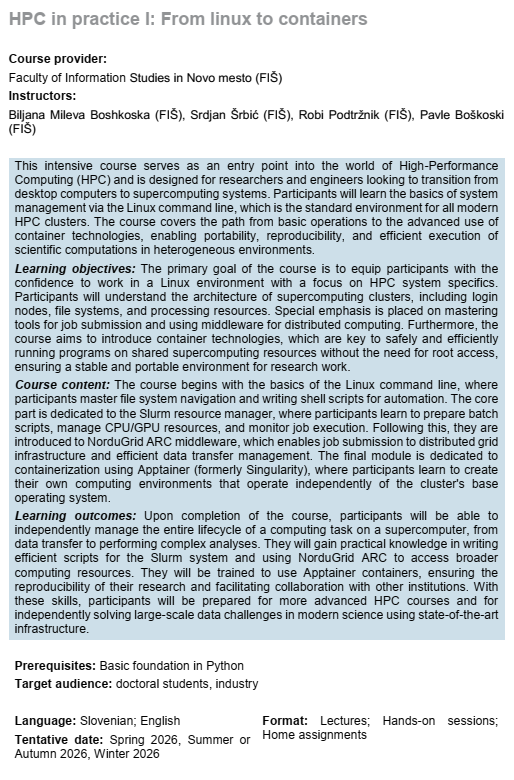 HPC in practice I: From linux to containers
Course provider:
Faculty of Information Studies in Novo mesto (FIŠ)
Instructors:
Biljana Mileva Boshkoska (FIŠ), Srdjan Šrbić (FIŠ), Robi Podtržnik (FIŠ), Pavle Boškoski
(FIŠ)
This intensive course serves as an entry point into the world of High-Performance
Computing (HPC) and is designed for researchers and engineers looking to transition from
desktop computers to supercomputing systems. Participants will learn the basics of system
management via the Linux command line, which is the standard environment for all modern
HPC clusters. The course covers the path from basic operations to the advanced use of
container technologies, enabling portability, reproducibility, and efficient execution of
scientific computations in heterogeneous environments.
Learning objectives: The primary goal of the course is to equip participants with the
confidence to work in a Linux environment with a focus on HPC system specifics.
Participants will understand the architecture of supercomputing clusters, including login
nodes, file systems, and processing resources. Special emphasis is placed on mastering
tools for job submission and using middleware for distributed computing. Furthermore, the
course aims to introduce container technologies, which are key to safely and efficiently
running programs on shared supercomputing resources without the need for root access,
ensuring a stable and portable environment for research work.
Course content: The course begins with the basics of the Linux command line, where
participants master file system navigation and writing shell scripts for automation. The core
part is dedicated to the Slurm resource manager, where participants learn to prepare batch
scripts, manage CPU/GPU resources, and monitor job execution. Following this, they are
introduced to NorduGrid ARC middleware, which enables job submission to distributed grid
infrastructure and efficient data transfer management. The final module is dedicated to
containerization using Apptainer (formerly Singularity), where participants learn to create
their own computing environments that operate independently of the cluster's base
operating system.
Learning outcomes: Upon completion of the course, participants will be able to
independently manage the entire lifecycle of a computing task on a supercomputer, from
data transfer to performing complex analyses. They will gain practical knowledge in writing
efficient scripts for the Slurm system and using NorduGrid ARC to access broader
computing resources. They will be trained to use Apptainer containers, ensuring the
reproducibility of their research and facilitating collaboration with other institutions. With
these skills, participants will be prepared for more advanced HPC courses and for
independently solving large-scale data challenges in modern science using state-of-the-art
infrastructure.
Prerequisites: Basic foundation in Python
Target audience: doctoral students, industry
Language: Slovenian; English
Tentative date: Spring 2026, Summer or
Autumn 2026, Winter 2026
Format: Lectures; Hands-on sessions;
Home assignments